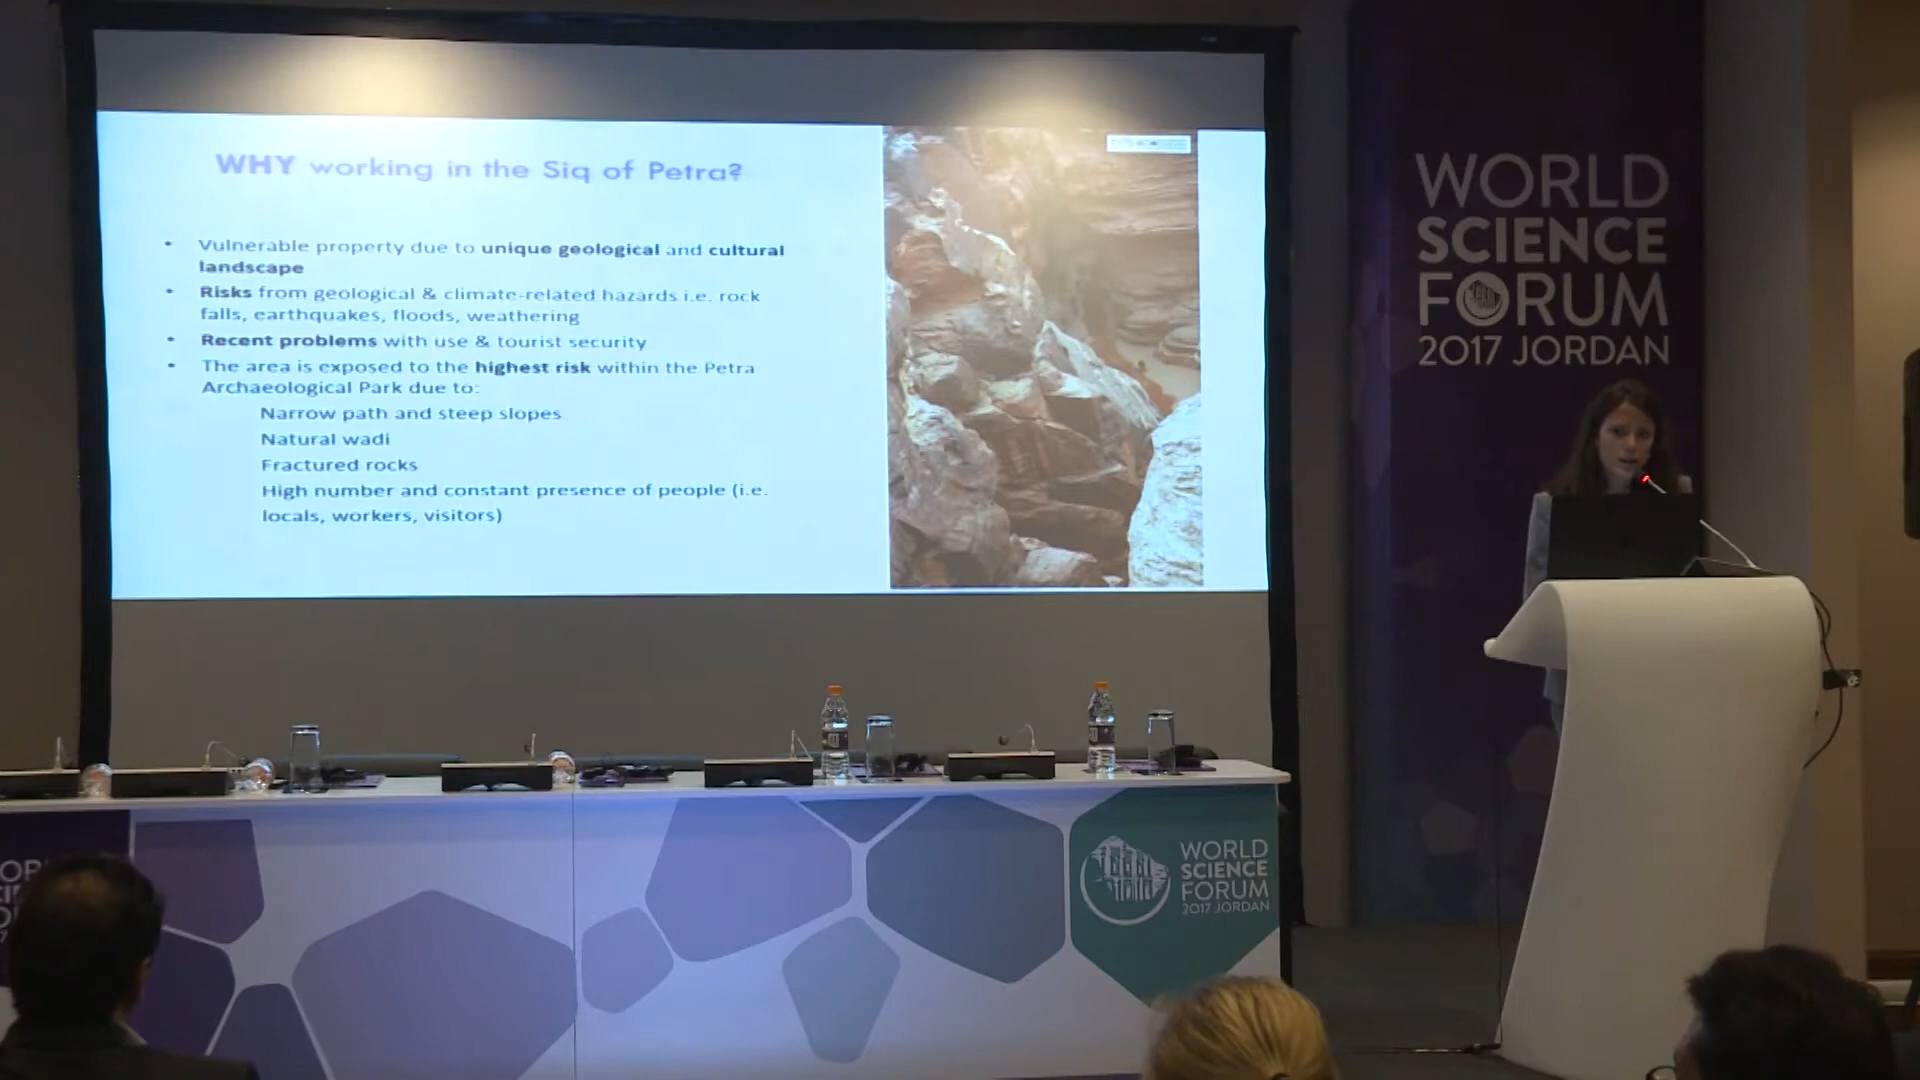 WHY working in the Siq of Petra?
• Vulnerable property due to unique geological and cultural
landscape
• Risks from geological & climate-related hazards i.e. rock
falls, earthquakes, floods, weathering
• Recent problems with use & tourist security
• The area is exposed to the highest risk within the Petra
Archaeological Park due to:
Narrow path and steep slopes
Natural wadi
Fractured rocks
High number and constant presence of people (i.e.
locals, workers, visitors)
WORLD
SCIENCE
FORUM
2017 JORDAN
WORLD
SCIENCE
FORUM
2017 JORDAN